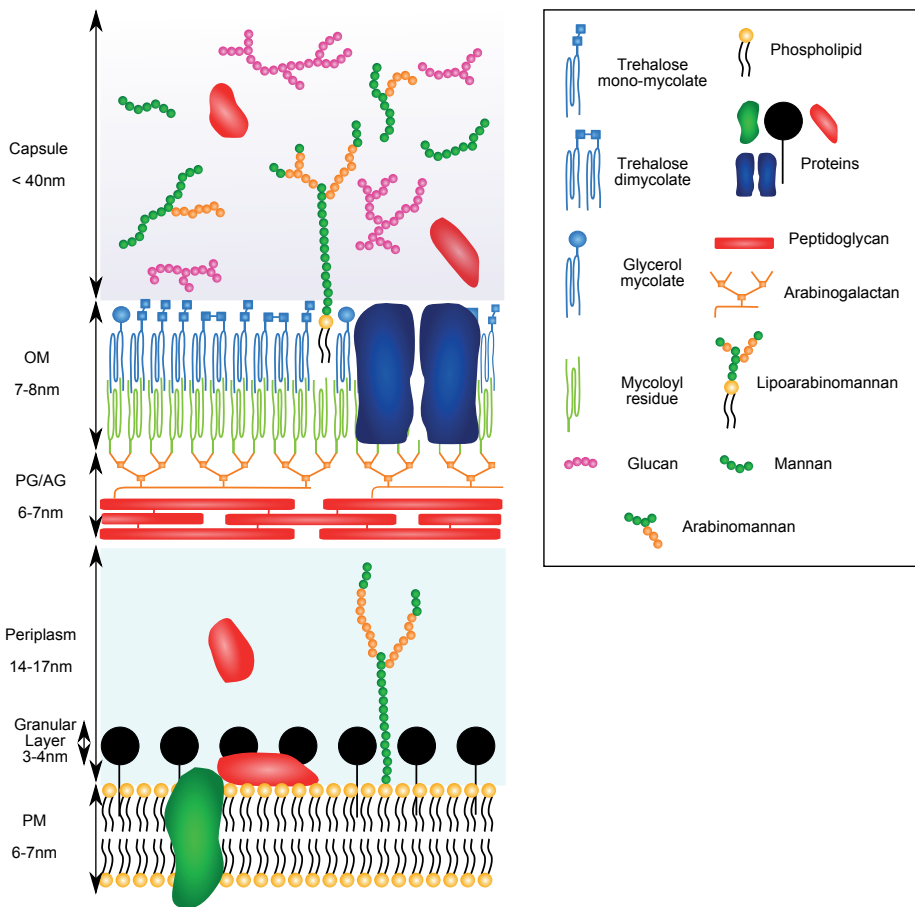 Capsule
< 40nm
OM
7-8nm
PG/AG
6-7nm
Periplasm
14-17nm
Granular
Layer
3-4nm
PM
6-7nm
Trehalose
mono-mycolate
Phospholipid
Trehalose
dimycolate
Proteins
Glycerol
mycolate
Peptidoglycan
Arabinogalactan
Mycoloyl
residue
Lipoarabinomannan
Glucan
Mannan
Arabinomannan